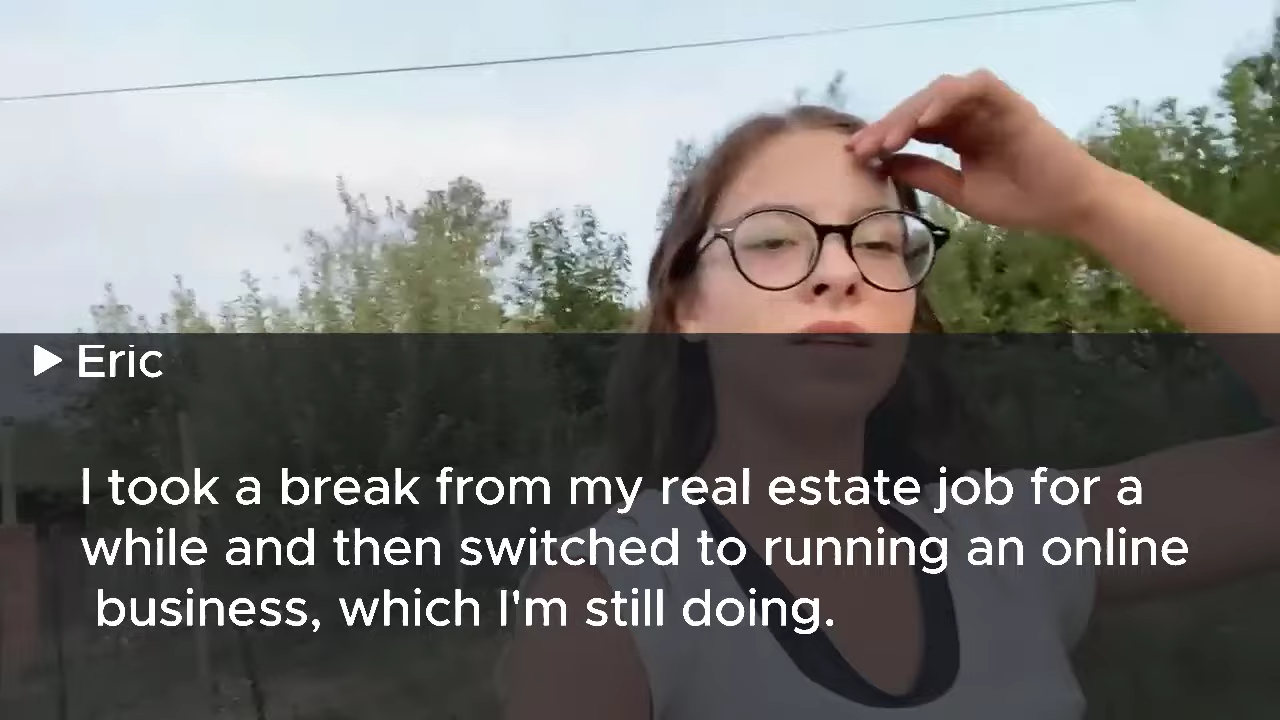 Eric
I took a break from my real estate job for a
while and then switched to running an online
business, which I'm still doing.